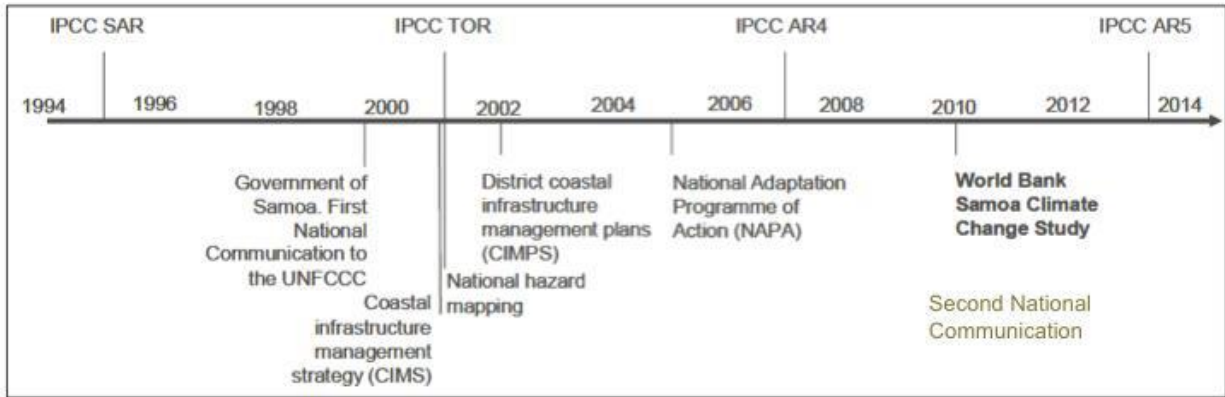 IPCC SAR IPCC TOR IPCC AR4 IPCC AR5
1994 1996 1998 2000 2002 2004 2006 2008 2010 2012 2014
Government of
Samoa. First
National
Communication to
the UNFCCC
Coastal
infrastructure
management
strategy (CIMS)
National hazard
mapping
District coastal
infrastructure
management plans
(CIMPS)
National Adaptation
Programme of
Action (NAPA)
World Bank
Samoa Climate
Change Study
Second National
Communication